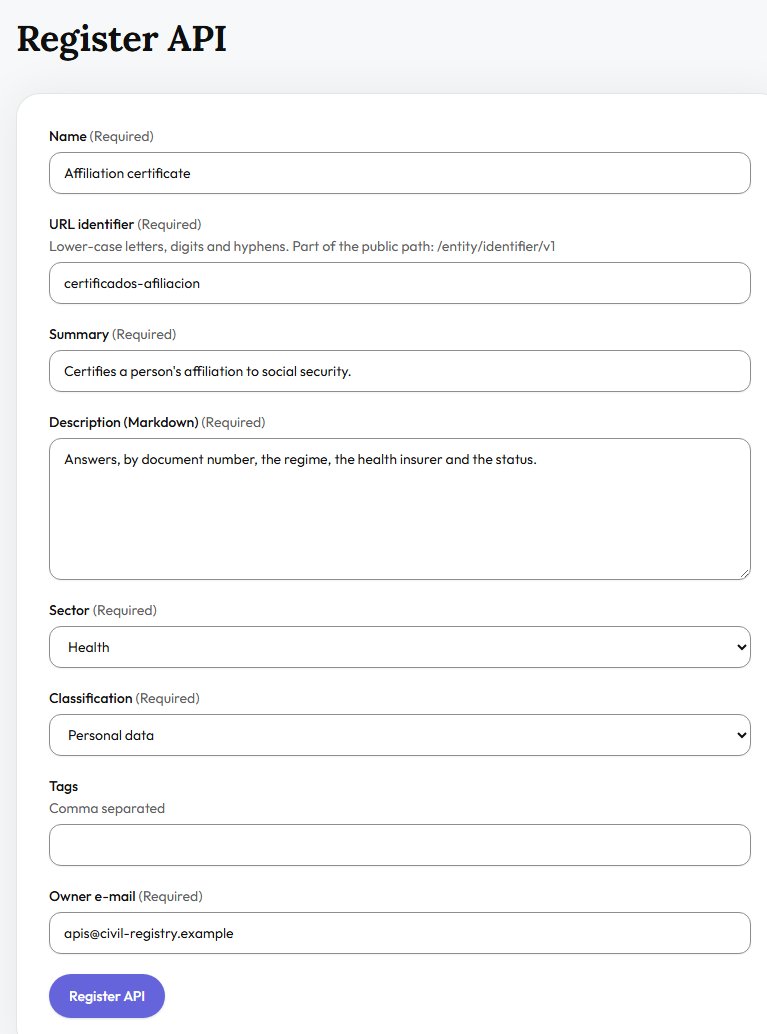 Register API
Name (Required)
Affiliation certificate
URL identifier (Required)
Lower-case letters, digits and hyphens. Part of the public path: /entity/identifier/v1
certificados-afiliacion
Summary (Required)
Certifies a person's affiliation to social security.
Description (Markdown) (Required)
Answers, by document number, the regime, the health insurer and the status.
Sector (Required)
Health
Classification (Required)
Personal data
Tags
Comma separated
Owner e-mail (Required)
apis@civil-registry.example
Register API